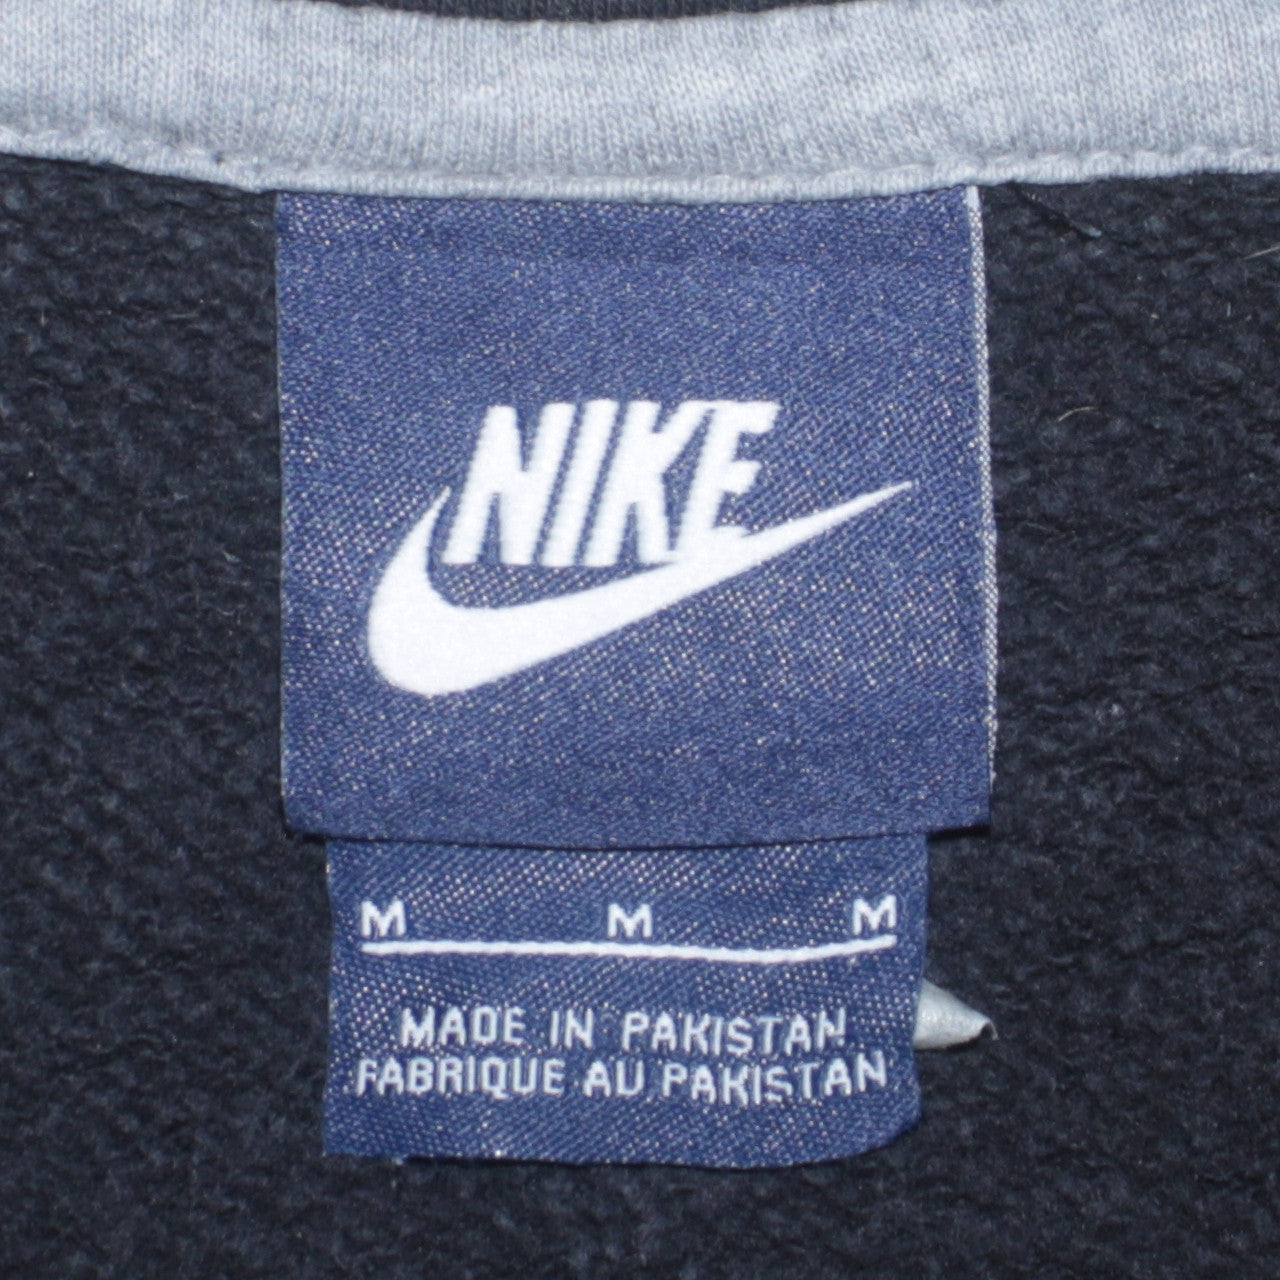 NIKE
M M M
MADE IN PAKISTAN
FABRIQUE AU PAKISTAN